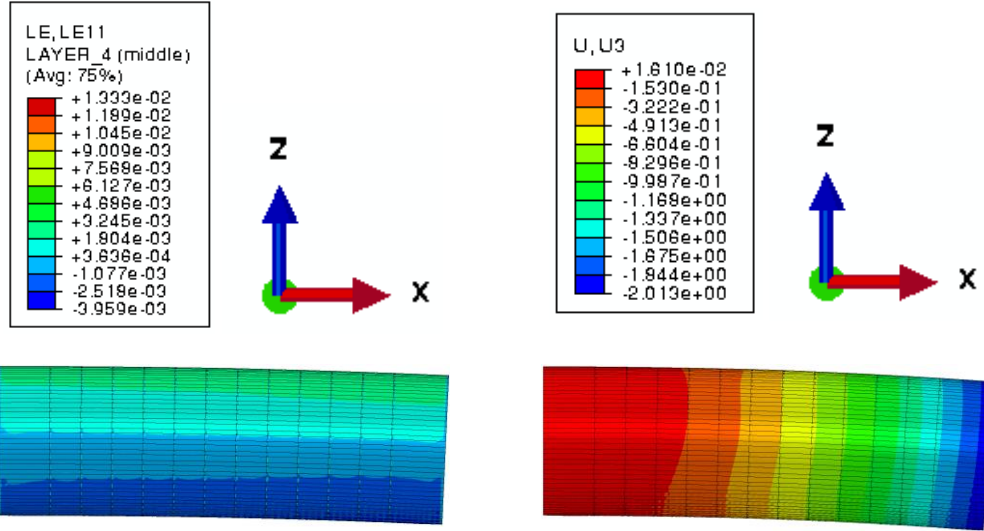 LE, LE11
LAYER_4 (middle)
(Avg: 75%)
+1.333e-02
+1.189e-02
+1.045e-02
+9.009e-03
+7.568e-03
+6.127e-03
+4.686e-03
+3.245e-03
+1.804e-03
+3.636e-04
-1.077e-03
-2.518e-03
-3.959e-03
Z
X
U, U3
+1.610e-02
-1.530e-01
-3.222e-01
-4.913e-01
-6.604e-01
-8.296e-01
-9.987e-01
-1.168e+00
-1.337e+00
-1.506e+00
-1.675e+00
-1.844e+00
-2.013e+00
Z
X